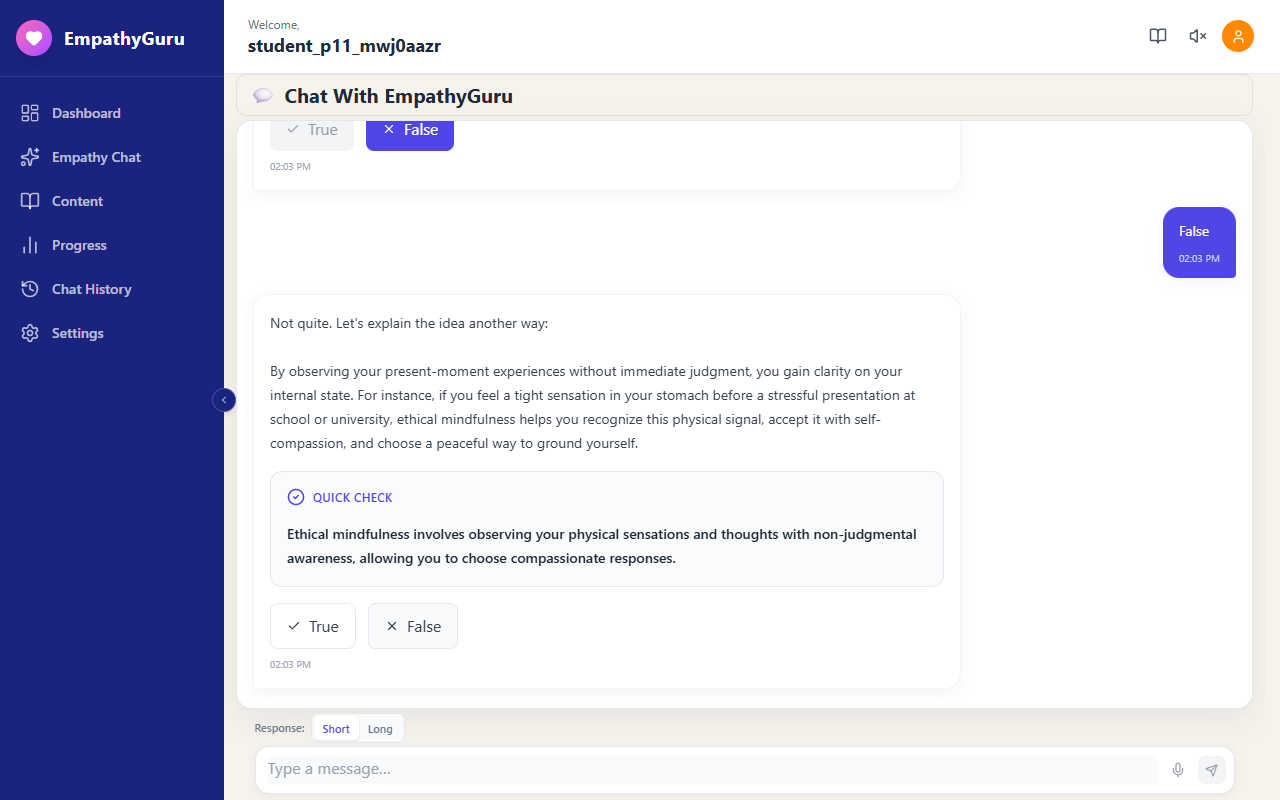 EmpathyGuru
Dashboard
Empathy Chat
Content
Progress
Chat History
Settings
Welcome,
student_p11_mwj0aazr
Chat With EmpathyGuru
True
False
02:03 PM
False
02:03 PM
Not quite. Let's explain the idea another way:
By observing your present-moment experiences without immediate judgment, you gain clarity on your
internal state. For instance, if you feel a tight sensation in your stomach before a stressful presentation at
school or university, ethical mindfulness helps you recognize this physical signal, accept it with self-
compassion, and choose a peaceful way to ground yourself.
QUICK CHECK
Ethical mindfulness involves observing your physical sensations and thoughts with non-judgmental
awareness, allowing you to choose compassionate responses.
True
False
02:03 PM
Response:
Short
Long
Type a message...